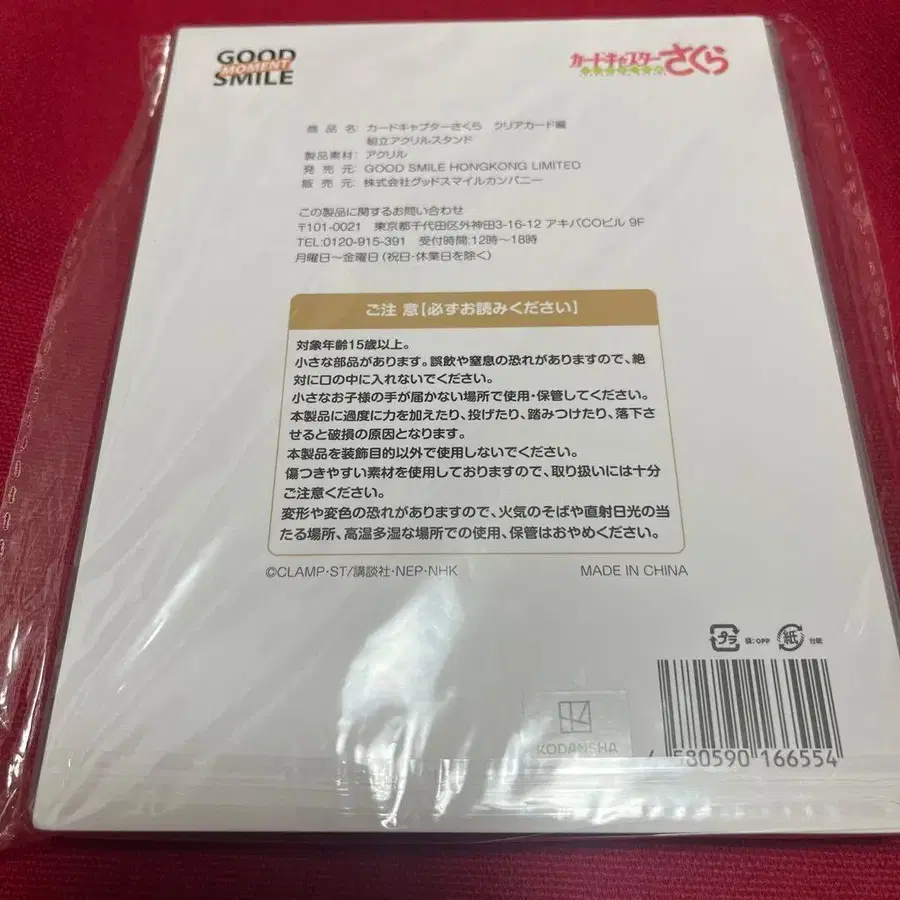 GOOD
MOMENT
SMILE
カードキャプターさくら
商品名：カードキャプターさくら クリアカード編
組立アクリルスタンド
製品素材：アクリル
発売元：GOOD SMILE HONGKONG LIMITED
販売元：株式会社グッドスマイルカンパニー
この製品に関するお問い合わせ
〒101-0021 東京都千代田区外神田3-16-12 アキバCOビル 9F
TEL:0120-915-391 受付時間:12時～18時
月曜日～金曜日（祝日・休業日を除く）
ご注意【必ずお読みください】
対象年齢15歳以上。
小さな部品があります。誤飲や窒息の恐れがありますので、絶
対に口の中に入れないでください。
小さなお子様の手が届かない場所で使用・保管してください。
本製品に過度に力を加えたり、投げたり、踏みつけたり、落下さ
せると破損の原因となります。
本製品を装飾目的以外で使用しないでください。
傷つきやすい素材を使用しておりますので、取り扱いには十分
ご注意ください。
変形や変色の恐れがありますので、火気のそばや直射日光の当
たる場所、高温多湿な場所での使用、保管はおやめください。
©CLAMP・ST/講談社・NEP・NHK MADE IN CHINA
プラ 袋：OPP 紙 台紙
KODANSHA
4 580590 166554